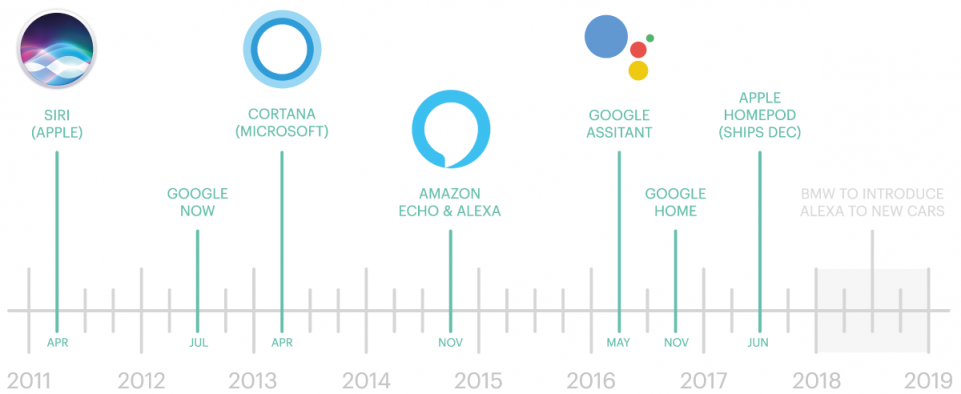 SIRI
(APPLE)
CORTANA
(MICROSOFT)
GOOGLE
ASSITANT
APPLE
HOMEPOD
(SHIPS DEC)
GOOGLE
NOW
AMAZON
ECHO & ALEXA
GOOGLE
HOME
BMW TO INTRODUCE
ALEXA TO NEW CARS
APR
JUL
APR
NOV
MAY
NOV
JUN
2011
2012
2013
2014
2015
2016
2017
2018
2019